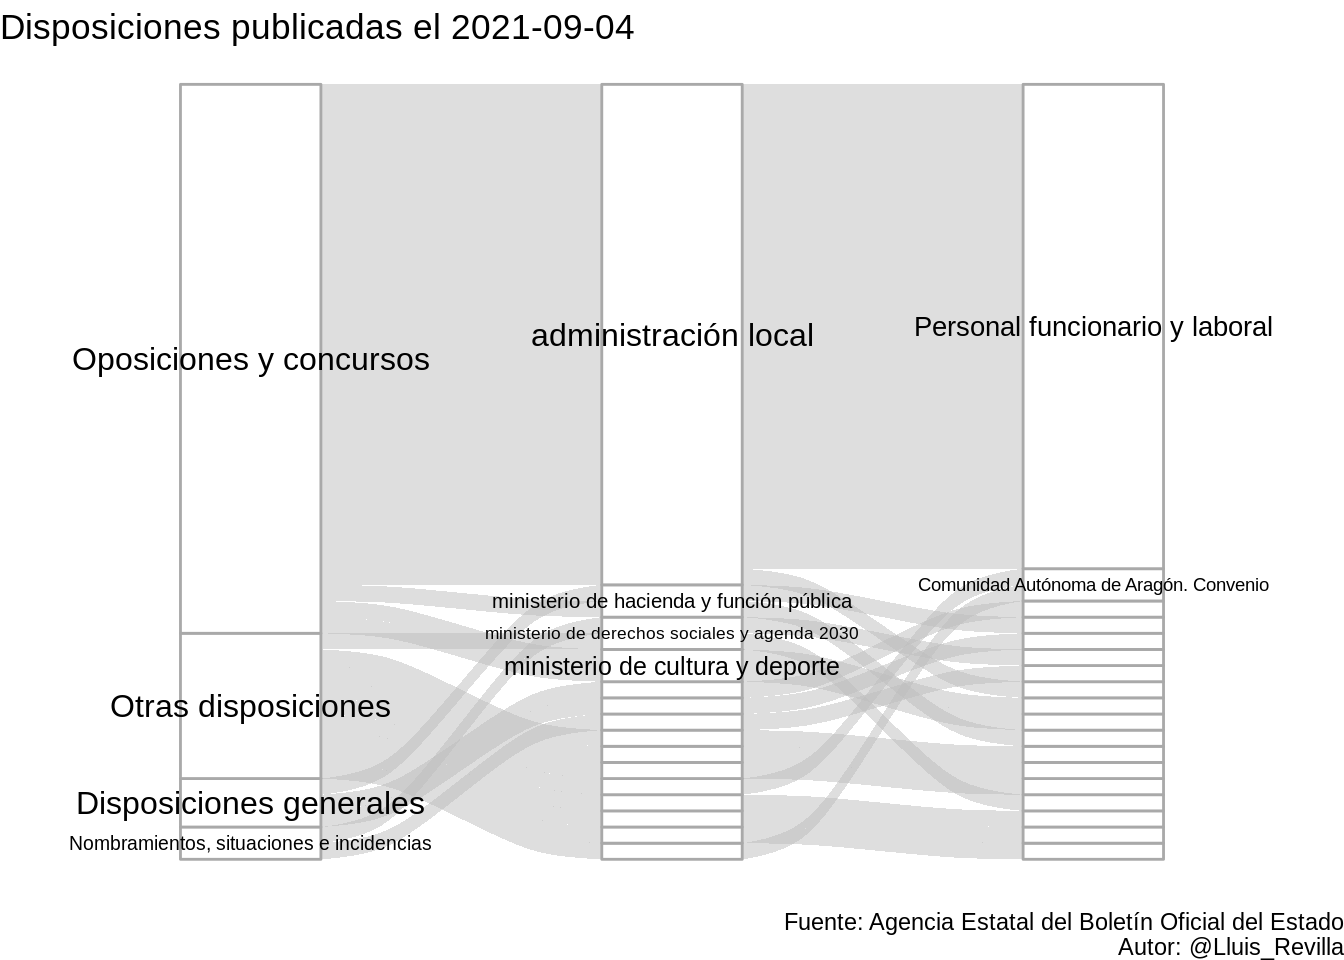 Disposiciones publicadas el 2021-09-04
Oposiciones y concursos
administración local
Personal funcionario y laboral
Comunidad Autónoma de Aragón. Convenio
ministerio de hacienda y función pública
ministerio de derechos sociales y agenda 2030
ministerio de cultura y deporte
Otras disposiciones
Disposiciones generales
Nombramientos, situaciones e incidencias
Fuente: Agencia Estatal del Boletín Oficial del Estado
Autor: @Lluis_Revilla